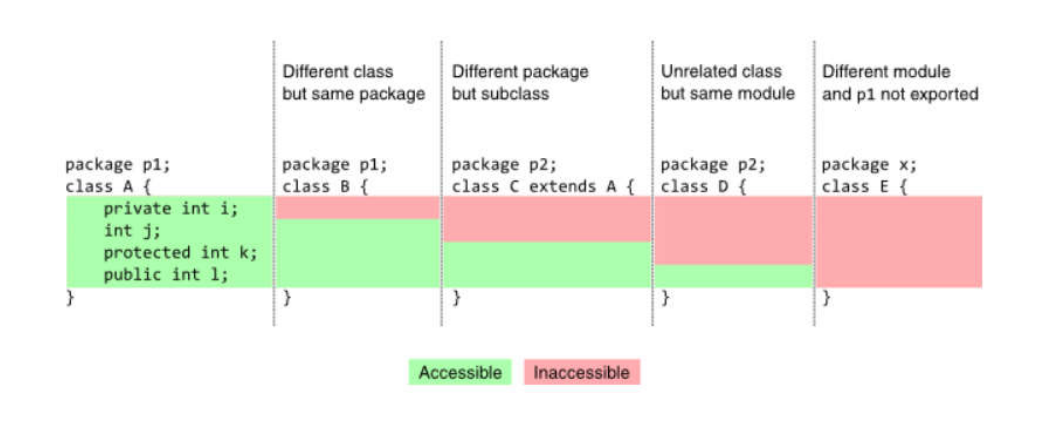 Different class
but same package
Different package
but subclass
Unrelated class
but same module
Different module
and p1 not exported
package p1;
class A {
private int i;
int j;
protected int k;
public int l;
}
package p1;
class B {
}
package p2;
class C extends A {
}
package p2;
class D {
}
package x;
class E {
}
Accessible
Inaccessible